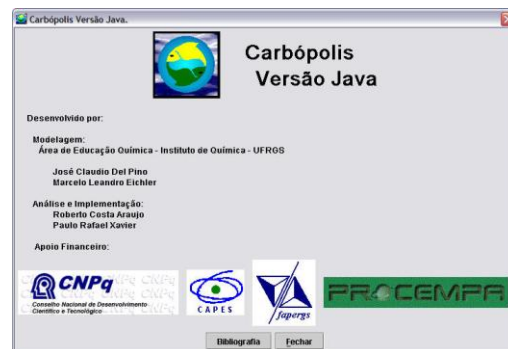 Carbópolis Versão Java.
Carbópolis
Versão Java
Desenvolvido por:
Modelagem:
Área de Educação Química - Instituto de Química - UFRGS
José Claudio Del Pino
Marcelo Leandro Eichler
Análise e Implementação:
Roberto Costa Araujo
Paulo Rafael Xavier
Apoio Financeiro:
CNPq
Conselho Nacional de Desenvolvimento
Científico e Tecnológico
CAPES
fapergs
PROCEMPA
Bibliografia
Fechar